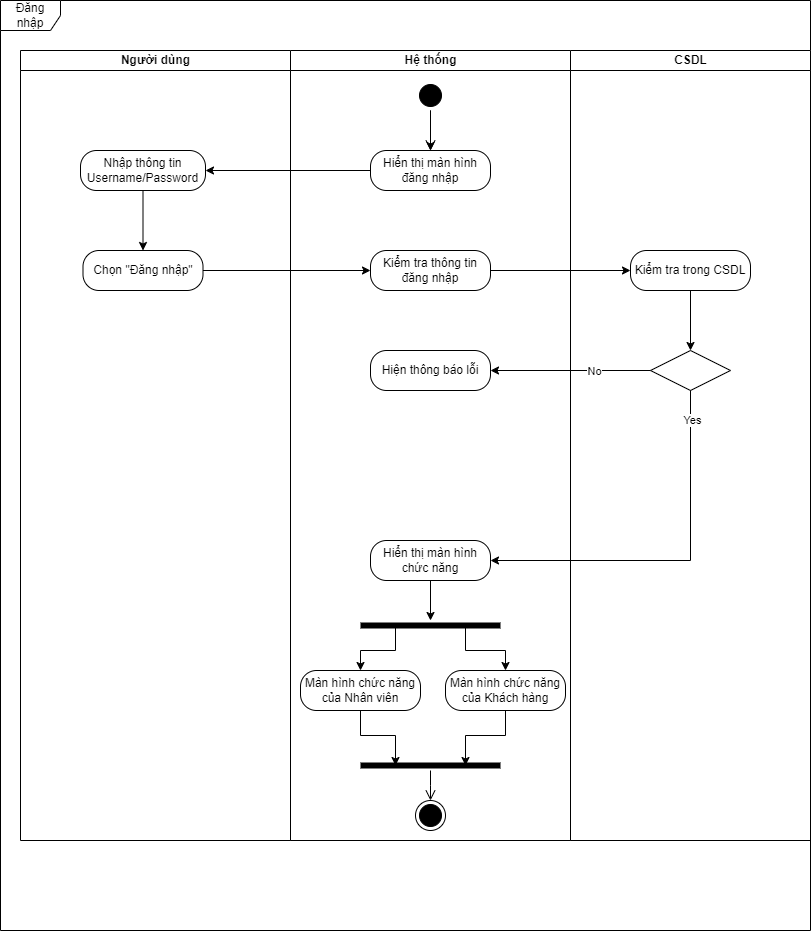 Đăng
nhập
Người dùng
Hệ thống
CSDL
Hiển thị màn hình
đăng nhập
Nhập thông tin
Username/Password
Chọn "Đăng nhập"
Kiểm tra thông tin
đăng nhập
Kiểm tra trong CSDL
Hiện thông báo lỗi
No
Yes
Hiển thị màn hình
chức năng
Màn hình chức năng
của Nhân viên
Màn hình chức năng
của Khách hàng